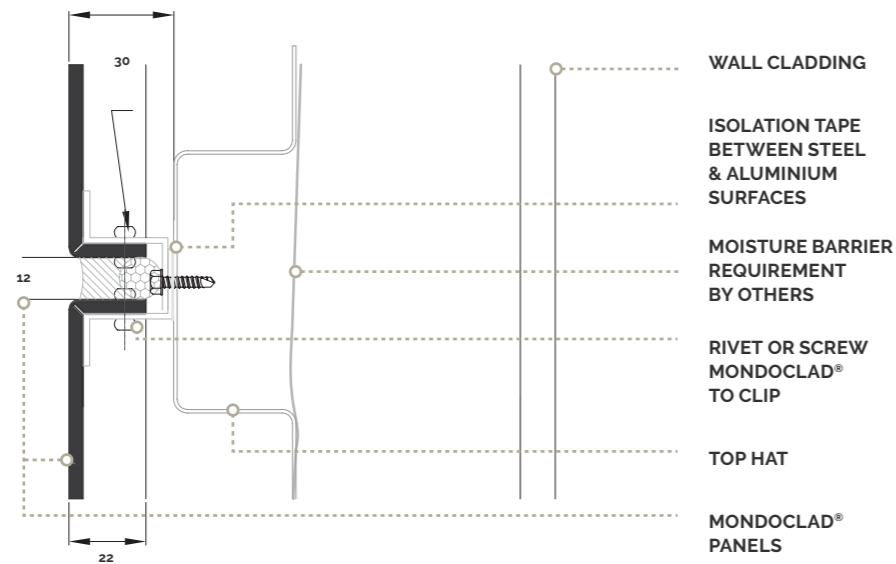 30
12
22
WALL CLADDING
ISOLATION TAPE
BETWEEN STEEL
& ALUMINIUM
SURFACES
MOISTURE BARRIER
REQUIREMENT
BY OTHERS
RIVET OR SCREW
MONDOCLAD®
TO CLIP
TOP HAT
MONDOCLAD®
PANELS